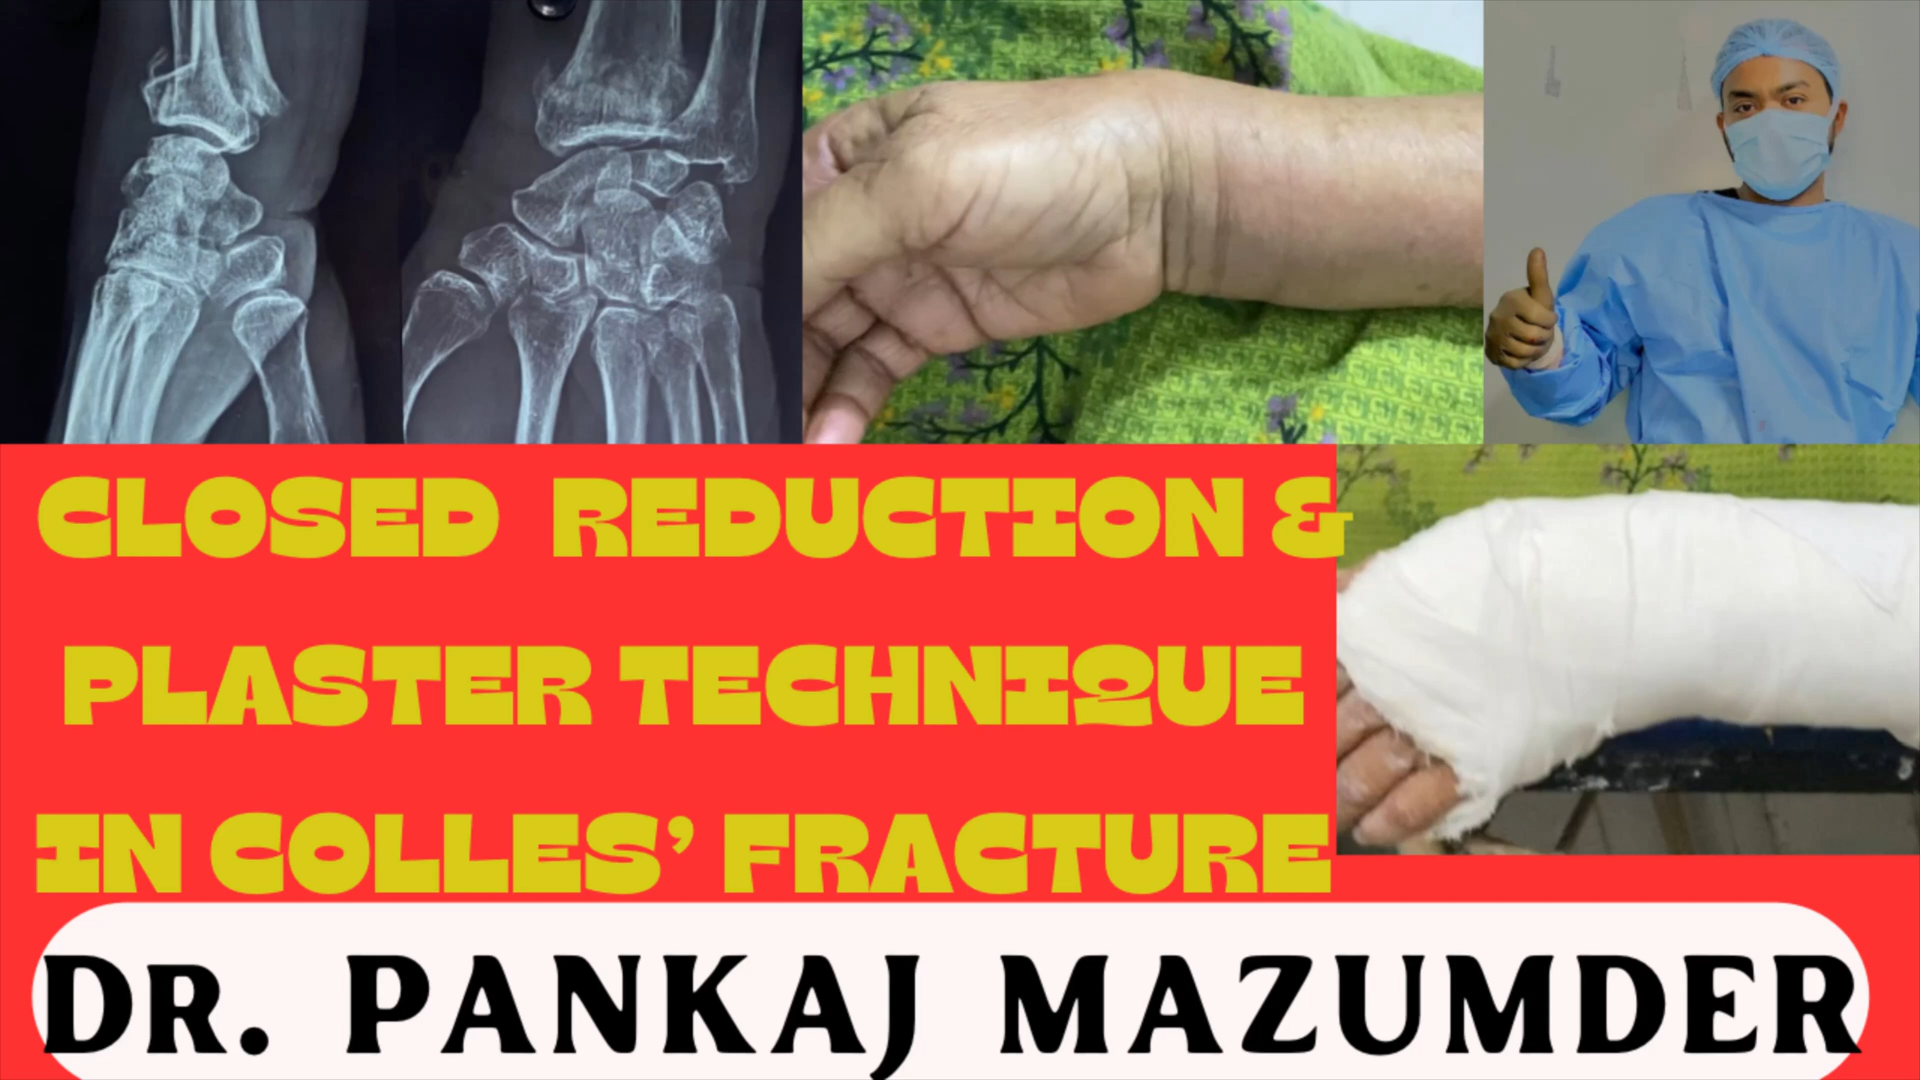 CLOSED REDUCTION &
PLASTER TECHNIQUE
IN COLLES’ FRACTURE
DR. PANKAJ MAZUMDER